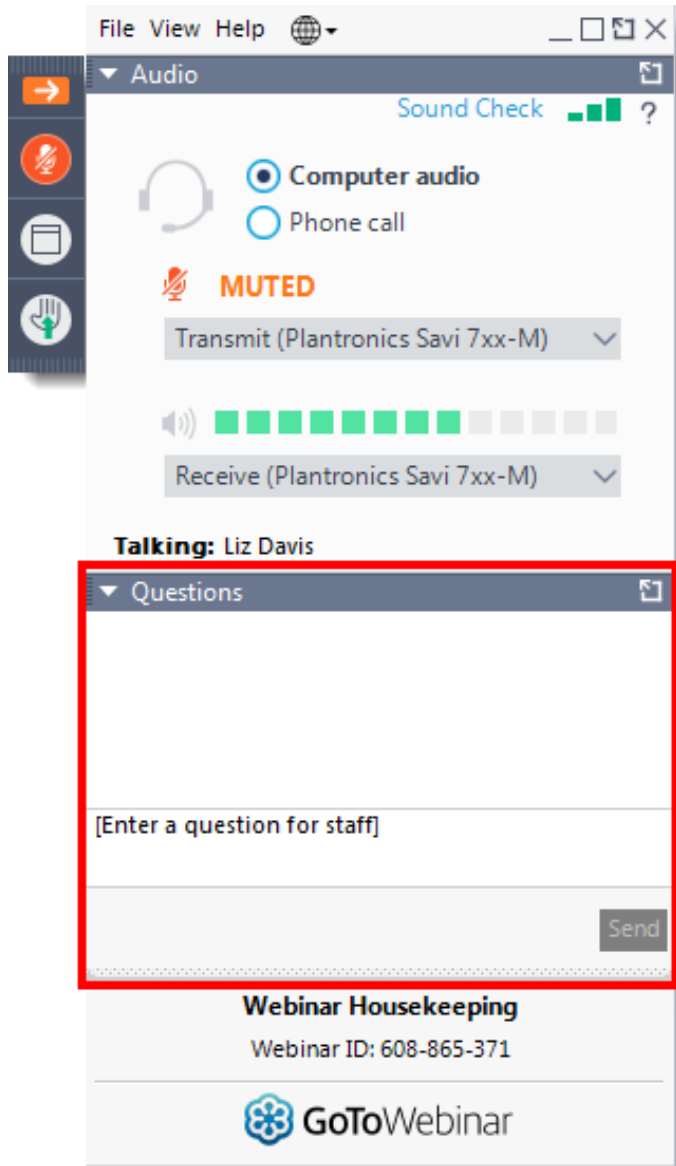 File View Help
Audio
Sound Check ?
Computer audio
Phone call
MUTED
Transmit (Plantronics Savi 7xx-M)
Receive (Plantronics Savi 7xx-M)
Talking: Liz Davis
Questions
[Enter a question for staff]
Send
Webinar Housekeeping
Webinar ID: 608-865-371
GoToWebinar